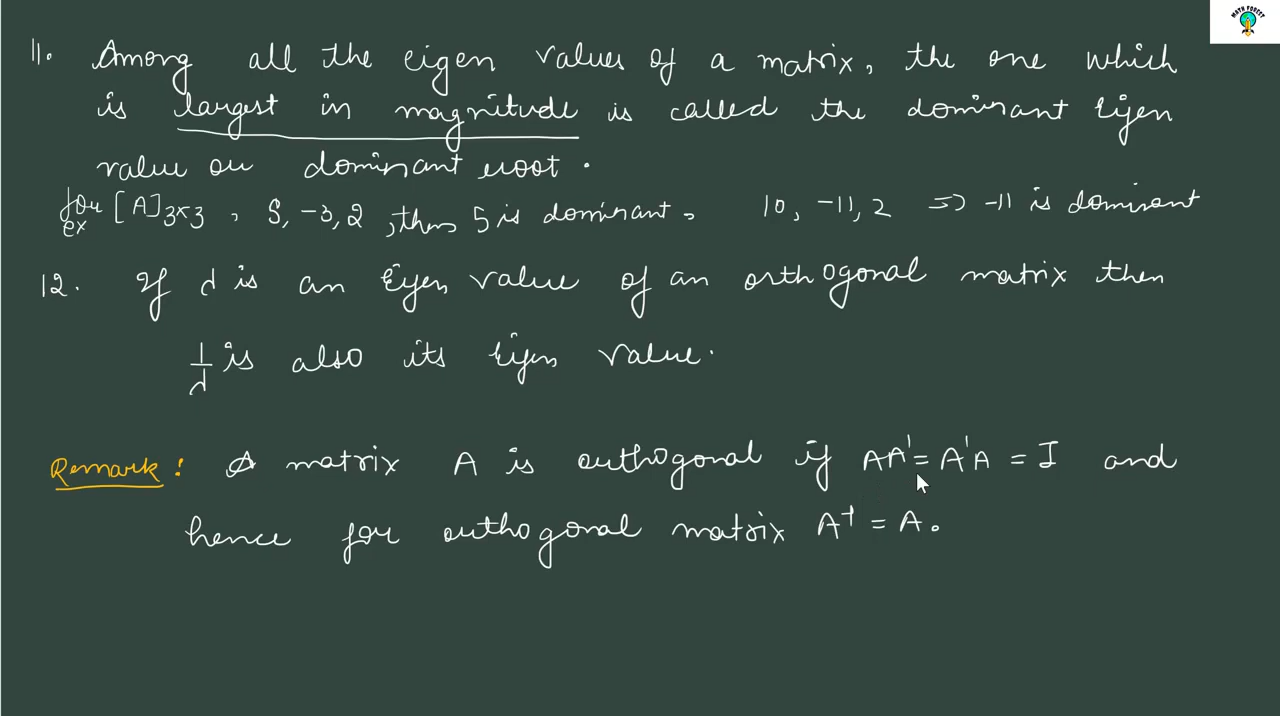 MATH FOREST
11. Among all the eigen values of a matrix, the one which
is largest in magnitude is called the dominant Eigen
value or dominant root.
for ex [A]3×3, 5, -3, 2, then 5 is dominant. 10, -11, 2 => -11 is dominant
12. If λ is an Eigen value of an orthogonal matrix then
1/λ is also its Eigen value.
Remark: A matrix A is orthogonal if AA' = A'A = I and
hence for orthogonal matrix A⁻¹ = A.